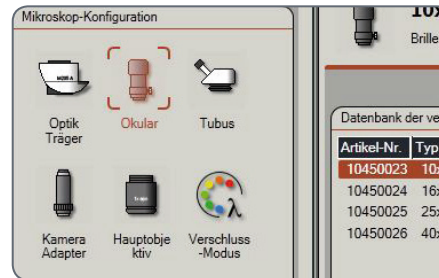 Mikroskop-Konfiguration
Optik
Träger
Okular
Tubus
Kamera
Adapter
Hauptobje
ktiv
Verschluss
-Modus
λ
10x
Brille
Datenbank der ve
Artikel-Nr. Typ
10450023 10x
10450024 16x
10450025 25x
10450026 40x